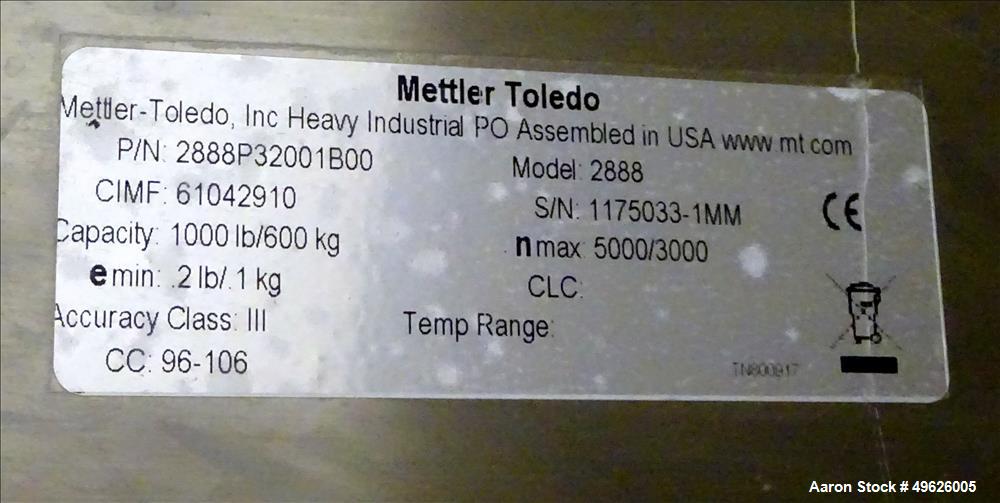 Mettler Toledo
Mettler-Toledo, Inc Heavy Industrial PO Assembled in USA www mt.com
P/N: 2888P32001B00 Model: 2888
CIMF: 61042910 S/N: 1175033-1MM
Capacity: 1000 lb/600 kg n max 5000/3000
e min: .2 lb/.1 kg CLC:
Accuracy Class: III Temp Range:
CC: 96-106
TN800917
CE
Aaron Stock # 49626005